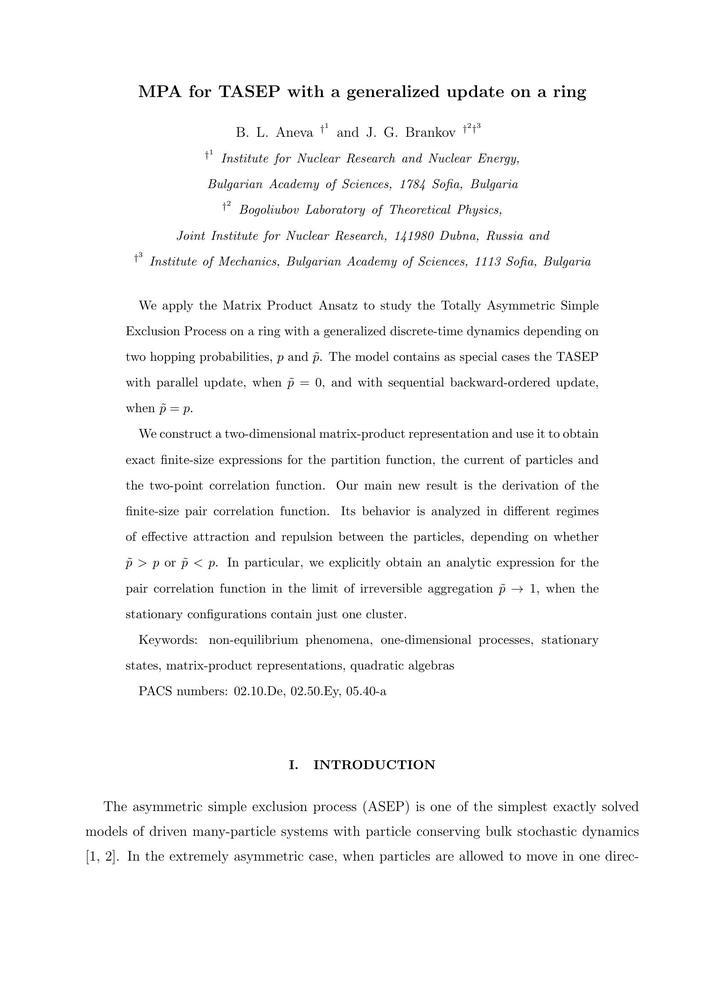 MPA for TASEP with a generalized update on a ring
B. L. Aneva †1 and J. G. Brankov †2†3
†1 Institute for Nuclear Research and Nuclear Energy,
Bulgarian Academy of Sciences, 1784 Sofia, Bulgaria
†2 Bogoliubov Laboratory of Theoretical Physics,
Joint Institute for Nuclear Research, 141980 Dubna, Russia and
†3 Institute of Mechanics, Bulgarian Academy of Sciences, 1113 Sofia, Bulgaria
We apply the Matrix Product Ansatz to study the Totally Asymmetric Simple
Exclusion Process on a ring with a generalized discrete-time dynamics depending on
two hopping probabilities, p and p̃. The model contains as special cases the TASEP
with parallel update, when p̃ = 0, and with sequential backward-ordered update,
when p̃ = p.
We construct a two-dimensional matrix-product representation and use it to obtain
exact finite-size expressions for the partition function, the current of particles and
the two-point correlation function. Our main new result is the derivation of the
finite-size pair correlation function. Its behavior is analyzed in different regimes
of effective attraction and repulsion between the particles, depending on whether
p̃ > p or p̃ < p. In particular, we explicitly obtain an analytic expression for the
pair correlation function in the limit of irreversible aggregation p̃ → 1, when the
stationary configurations contain just one cluster.
Keywords: non-equilibrium phenomena, one-dimensional processes, stationary
states, matrix-product representations, quadratic algebras
PACS numbers: 02.10.De, 02.50.Ey, 05.40-a
I. INTRODUCTION
The asymmetric simple exclusion process (ASEP) is one of the simplest exactly solved
models of driven many-particle systems with particle conserving bulk stochastic dynamics
[1, 2]. In the extremely asymmetric case, when particles are allowed to move in one direc-